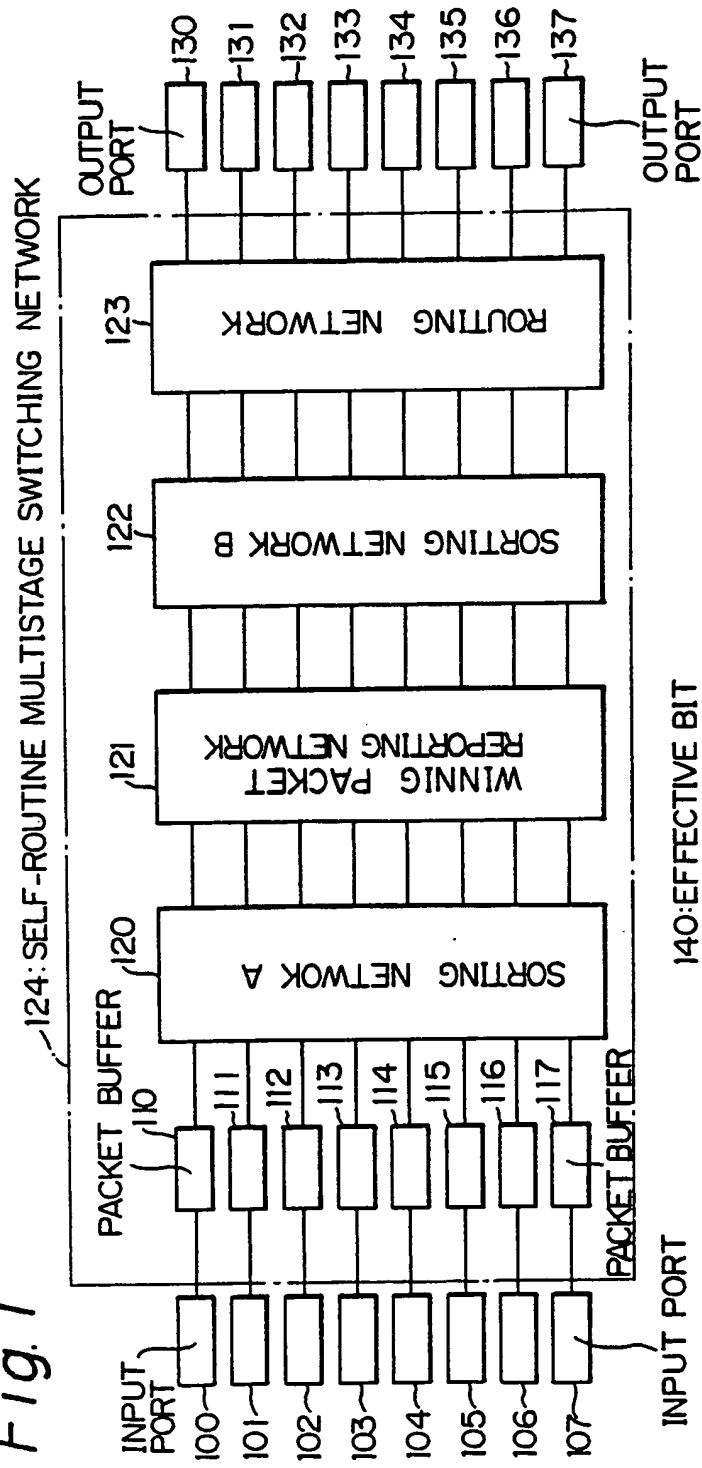 Fig. 1
124:SELF-ROUTINE MULTISTAGE SWITCHING NETWORK
INPUT
PORT
100
101
102
103
104
105
106
107
INPUT PORT
PACKET BUFFER
110
111
112
113
114
115
116
117
PACKET BUFFER
120
SORTING NETWOK A
121
WINNIG PACKET
REPORTING NETWORK
122
SORTING NETWORK B
123
ROUTING NETWORK
OUTPUT
PORT
130
131
132
133
134
135
136
137
OUTPUT
PORT
140:EFFECTIVE BIT